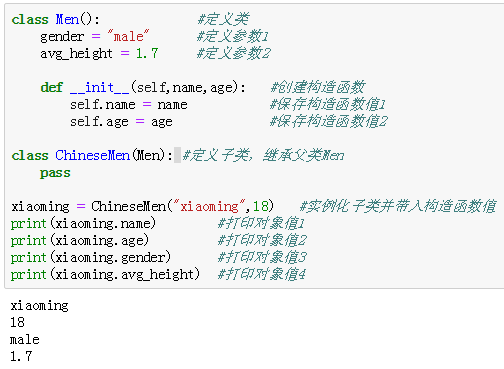 class Men():          #定义类
    gender = "male"      #定义参数1
    avg_height = 1.7     #定义参数2
    def __init__(self,name,age):   #创建构造函数
        self.name = name           #保存构造函数值1
        self.age = age             #保存构造函数值2
class ChineseMen(Men): #定义子类，继承父类Men
    pass
xiaoming = ChineseMen("xiaoming",18)   #实例化子类并带入构造函数值
print(xiaoming.name)        #打印对象值1
print(xiaoming.age)         #打印对象值2
print(xiaoming.gender)      #打印对象值3
print(xiaoming.avg_height)  #打印对象值4
xiaoming
18
male
1.7